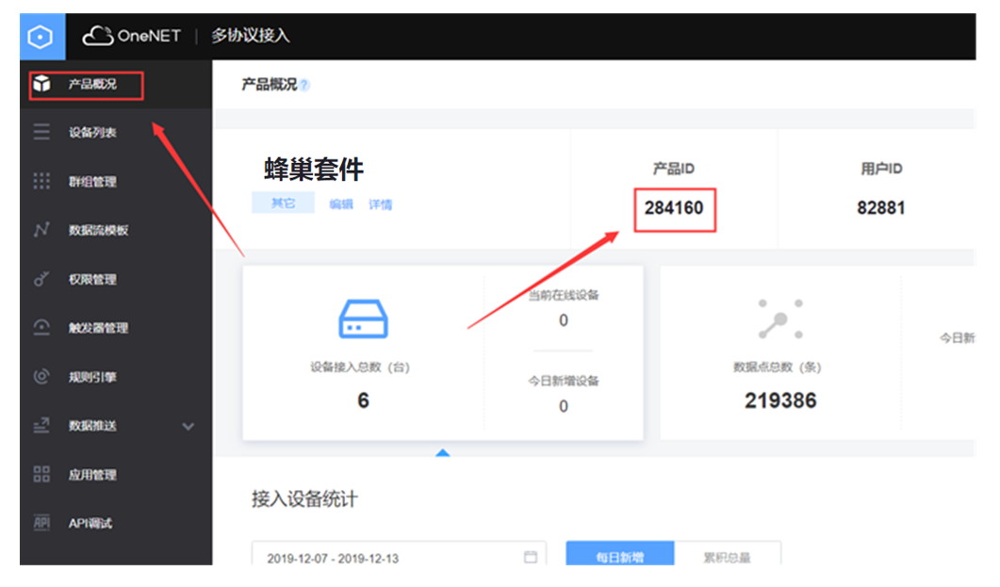 OneNET | 多协议接入
产品概况
设备列表
群组管理
数据流模板
权限管理
触发器管理
规则引擎
数据推送
应用管理
API API调试
产品概况 ?
蜂巢套件
其它 编辑 详情
产品ID
284160
用户ID
82881
设备接入总数（台）
6
当前在线设备
0
今日新增设备
0
数据点总数（条）
219386
今日新
接入设备统计
2019-12-07 - 2019-12-13
每日新增 累积总量